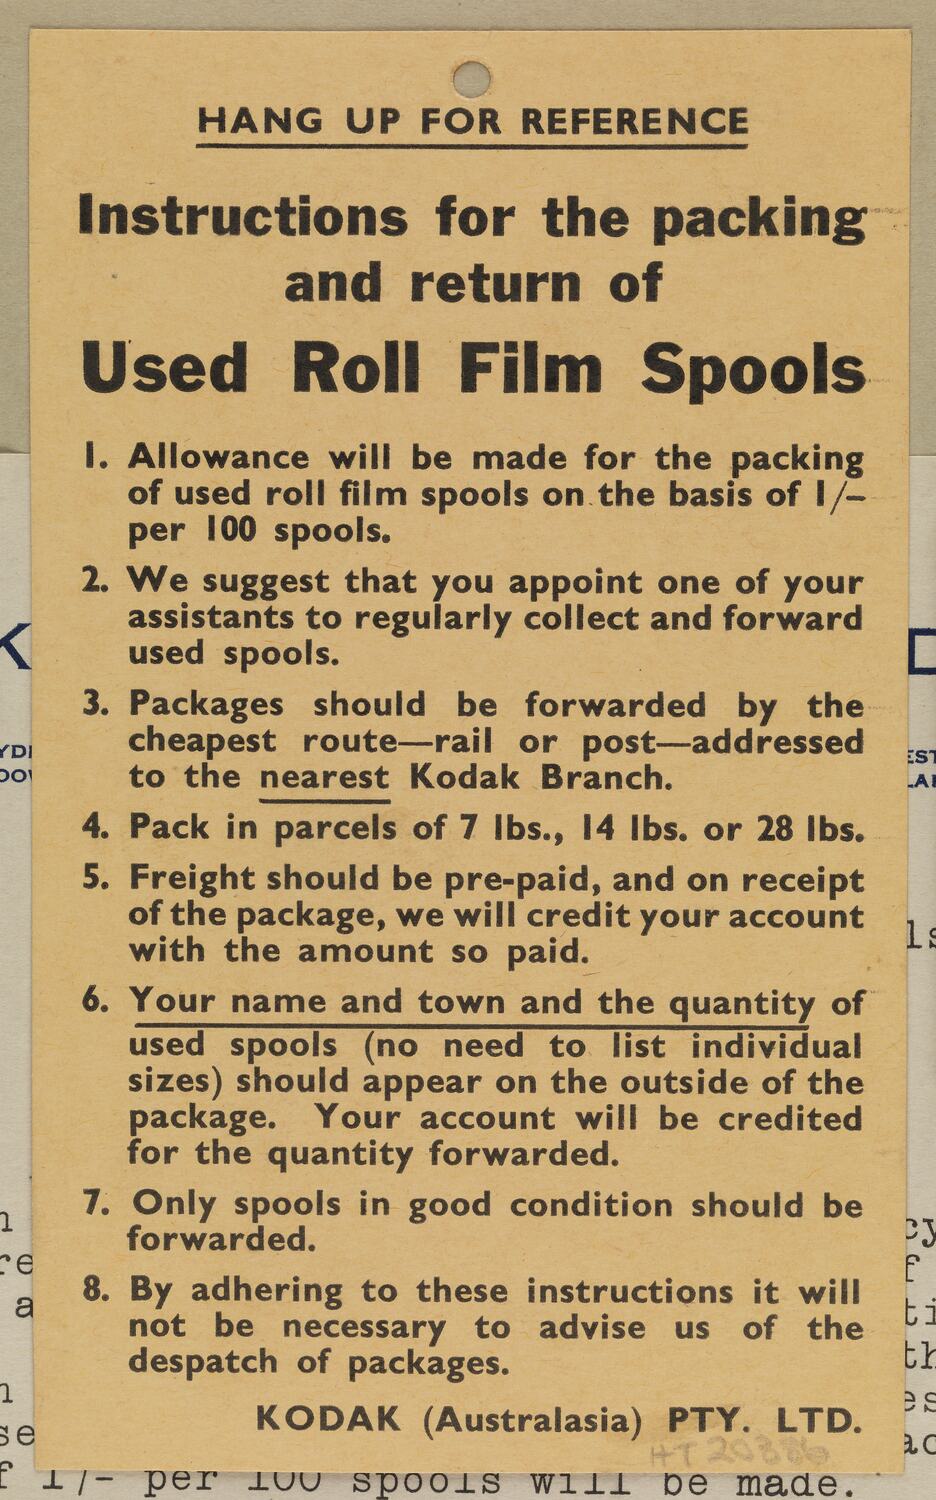 HANG UP FOR REFERENCE
Instructions for the packing
and return of
Used Roll Film Spools
1. Allowance will be made for the packing
of used roll film spools on the basis of 1/-
per 100 spools.
2. We suggest that you appoint one of your
assistants to regularly collect and forward
used spools.
3. Packages should be forwarded by the
cheapest route—rail or post—addressed
to the nearest Kodak Branch.
4. Pack in parcels of 7 lbs., 14 lbs. or 28 lbs.
5. Freight should be pre-paid, and on receipt
of the package, we will credit your account
with the amount so paid.
6. Your name and town and the quantity of
used spools (no need to list individual
sizes) should appear on the outside of the
package. Your account will be credited
for the quantity forwarded.
7. Only spools in good condition should be
forwarded.
8. By adhering to these instructions it will
not be necessary to advise us of the
despatch of packages.
KODAK (Australasia) PTY. LTD.
HT 20386
1/- per 100 spools will be made.